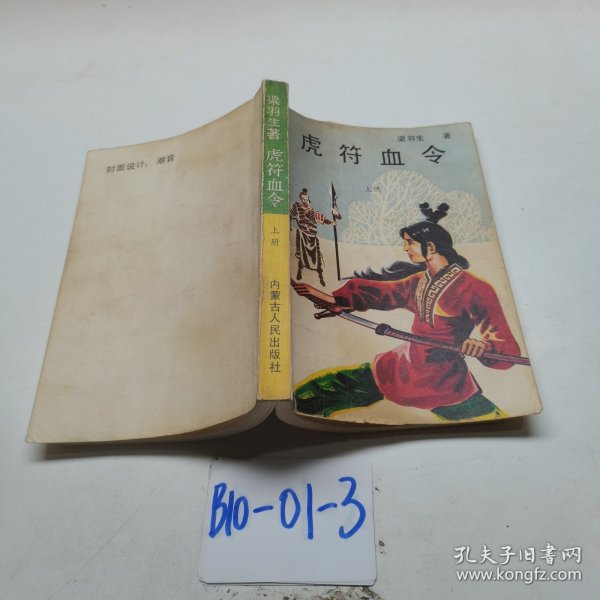 封面设计：潮音
梁羽生著 虎符血令 上册 内蒙古人民出版社
梁羽生 著
虎符血令
上册
B10-01-3
孔夫子旧书网
www.kongfz.com